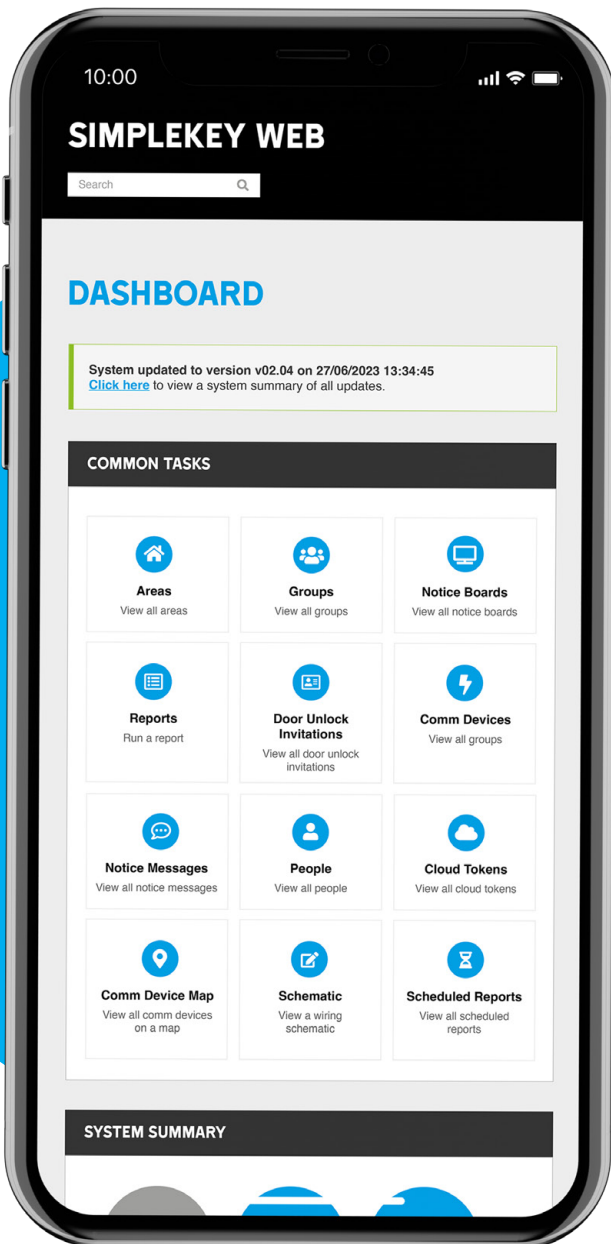 10:00
SIMPLEKEY WEB
Search
DASHBOARD
System updated to version v02.04 on 27/06/2023 13:34:45
Click here to view a system summary of all updates.
COMMON TASKS
Areas
View all areas
Groups
View all groups
Notice Boards
View all notice boards
Reports
Run a report
Door Unlock
Invitations
View all door unlock
invitations
Comm Devices
View all groups
Notice Messages
View all notice messages
People
View all people
Cloud Tokens
View all cloud tokens
Comm Device Map
View all comm devices
on a map
Schematic
View a wiring
schematic
Scheduled Reports
View all scheduled
reports
SYSTEM SUMMARY